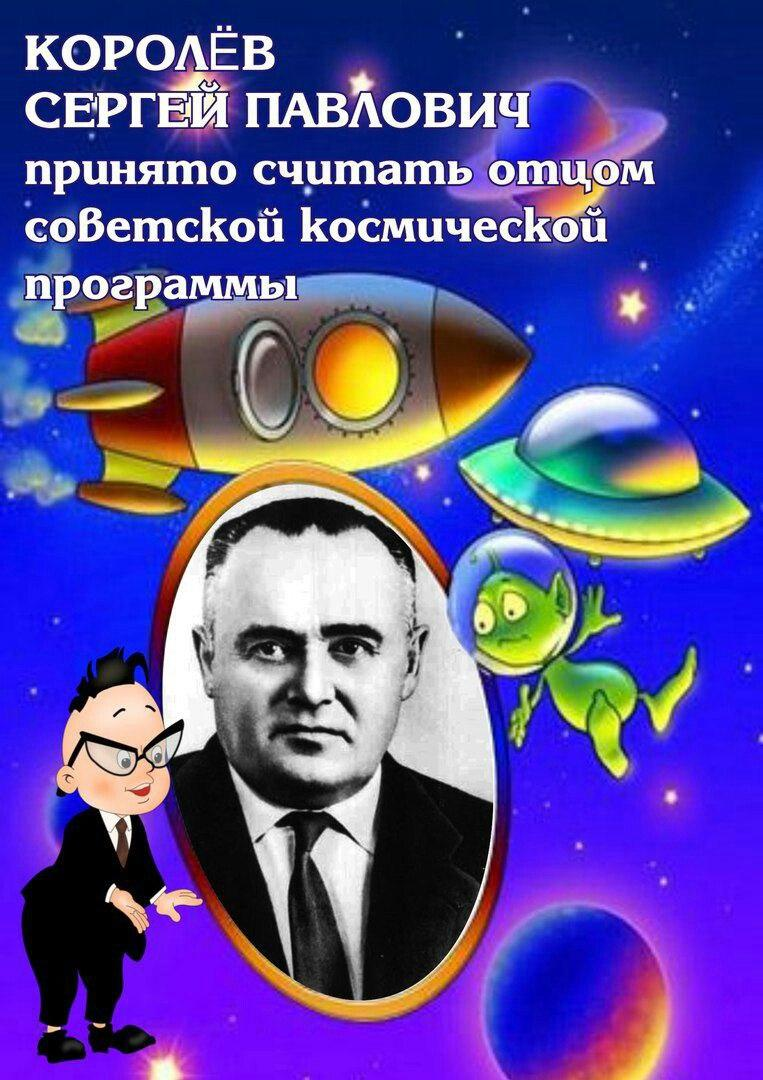 КОРОЛЁВ
СЕРГЕЙ ПАВЛОВИЧ
принято считать отцом
советской космической
программы